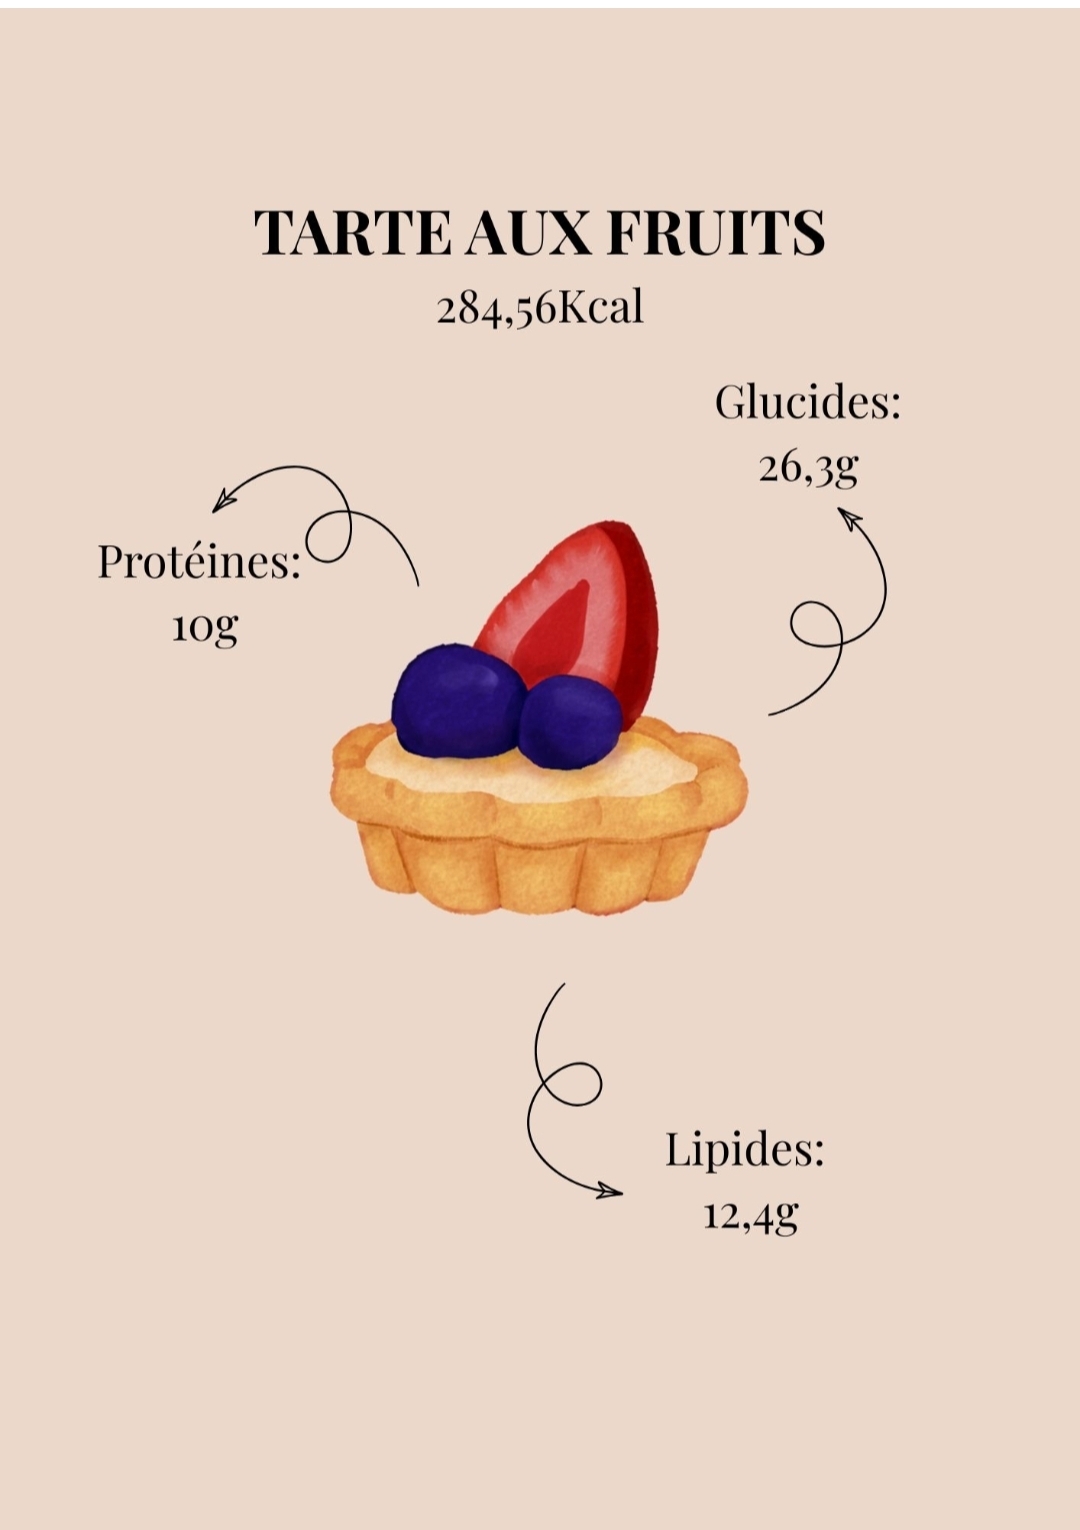 TARTE AUX FRUITS
284,56Kcal
Glucides:
26,3g
Protéines:
10g
Lipides:
12,4g